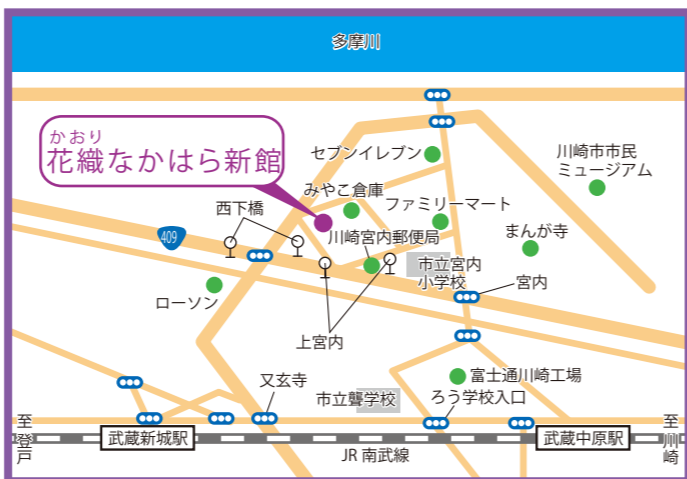 多摩川
かおり
花織なかはら新館
セブンイレブン
川崎市市民
ミュージアム
みやこ倉庫
ファミリーマート
西下橋
409
川崎宮内郵便局
まんが寺
市立宮内
小学校
宮内
ローソン
上宮内
又玄寺
富士通川崎工場
市立聾学校
ろう学校入口
至登戸
武蔵新城駅
JR 南武線
武蔵中原駅
至川崎